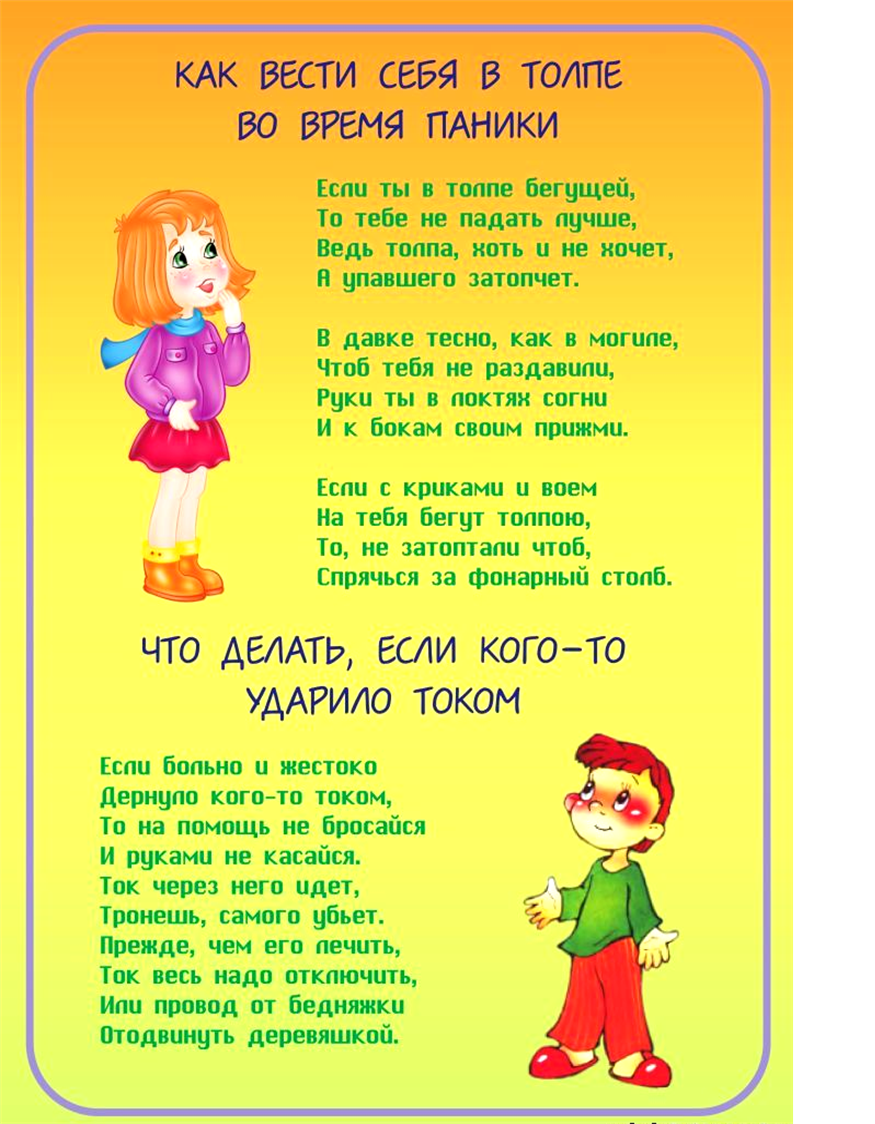 КАК ВЕСТИ СЕБЯ В ТОЛПЕ
ВО ВРЕМЯ ПАНИКИ
Если ты в толпе бегущей,
То тебе не падать лучше,
Ведь толпа, хоть и не хочет,
А упавшего затопчет.
В давке тесно, как в могиле,
Чтоб тебя не раздавили,
Руки ты в локтях согни
И к бокам своим прижми.
Если с криками и воем
На тебя бегут толпою,
То, не затоптали чтоб,
Спрячься за фонарный столб.
ЧТО ДЕЛАТЬ, ЕСЛИ КОГО-ТО
УДАРИЛО ТОКОМ
Если больно и жестоко
Дернуло кого-то током,
То на помощь не бросайся
И руками не касайся.
Ток через него идет,
Тронешь, самого убьет.
Прежде, чем его лечить,
Ток весь надо отключить,
Или провод от бедняжки
Отодвинуть деревяшкой.